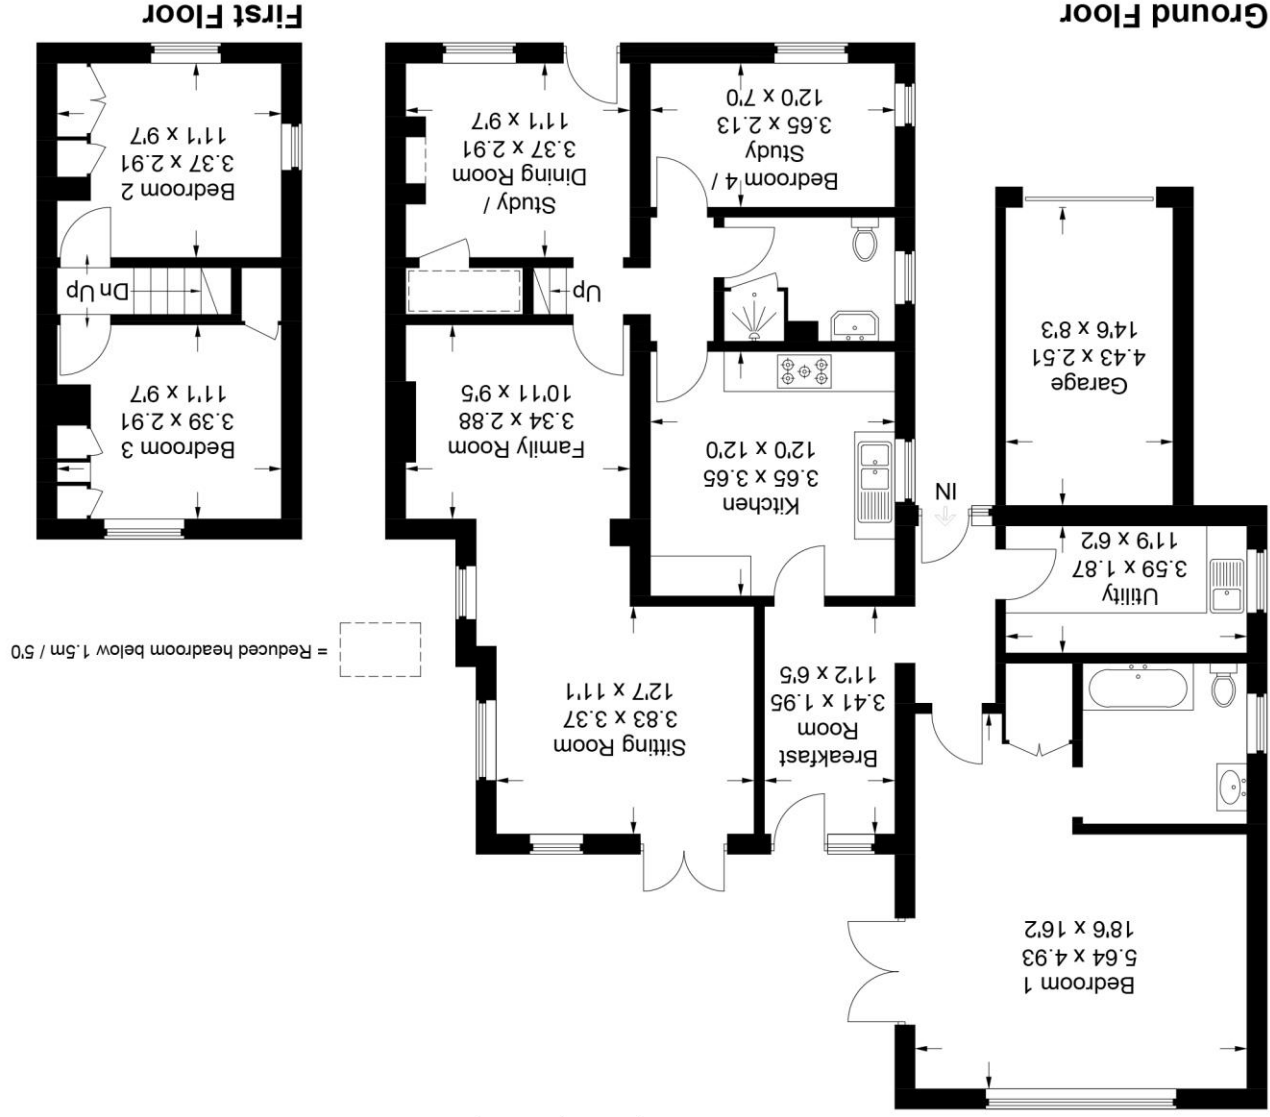 Bedroom 1
5.64 x 4.93
18'6 x 16'2
Sitting Room
3.83 x 3.37
12'7 x 11'1
Breakfast
Room
3.41 x 1.95
11'2 x 6'5
= Reduced headroom below 1.5m / 5'0
Utility
3.59 x 1.87
11'9 x 6'2
IN
Kitchen
3.65 x 3.65
12'0 x 12'0
Family Room
3.34 x 2.88
10'11 x 9'5
Bedroom 3
3.39 x 2.91
11'1 x 9'7
Garage
4.43 x 2.51
14'6 x 8'3
Up
Dn Up
Study /
Dining Room
3.37 x 2.91
11'1 x 9'7
Bedroom 4 /
Study
3.65 x 2.13
12'0 x 7'0
Bedroom 2
3.37 x 2.91
11'1 x 9'7
Ground Floor
First Floor